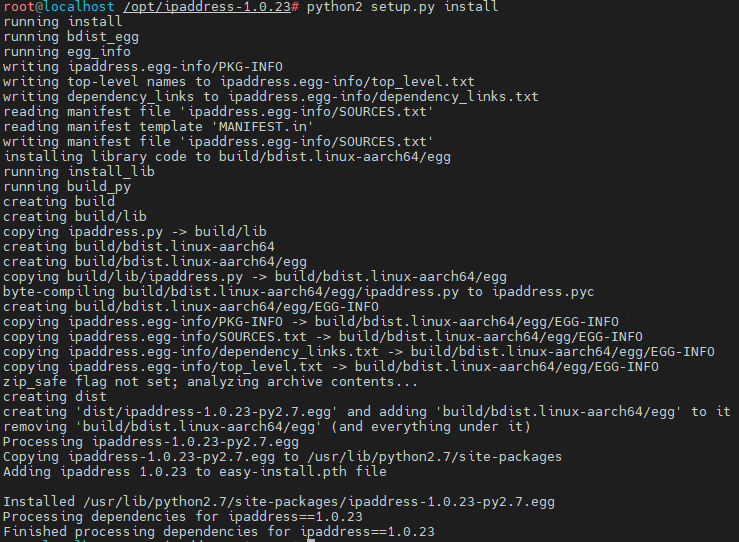 root@localhost /opt/ipaddress-1.0.23# python2 setup.py install
running install
running bdist_egg
running egg_info
writing ipaddress.egg-info/PKG-INFO
writing top-level names to ipaddress.egg-info/top_level.txt
writing dependency_links to ipaddress.egg-info/dependency_links.txt
reading manifest file 'ipaddress.egg-info/SOURCES.txt'
reading manifest template 'MANIFEST.in'
writing manifest file 'ipaddress.egg-info/SOURCES.txt'
installing library code to build/bdist.linux-aarch64/egg
running install_lib
running build_py
creating build
creating build/lib
copying ipaddress.py -> build/lib
creating build/bdist.linux-aarch64
creating build/bdist.linux-aarch64/egg
copying build/lib/ipaddress.py -> build/bdist.linux-aarch64/egg
byte-compiling build/bdist.linux-aarch64/egg/ipaddress.py to ipaddress.pyc
creating build/bdist.linux-aarch64/egg/EGG-INFO
copying ipaddress.egg-info/PKG-INFO -> build/bdist.linux-aarch64/egg/EGG-INFO
copying ipaddress.egg-info/SOURCES.txt -> build/bdist.linux-aarch64/egg/EGG-INFO
copying ipaddress.egg-info/dependency_links.txt -> build/bdist.linux-aarch64/egg/EGG-INFO
copying ipaddress.egg-info/top_level.txt -> build/bdist.linux-aarch64/egg/EGG-INFO
zip_safe flag not set; analyzing archive contents...
creating dist
creating 'dist/ipaddress-1.0.23-py2.7.egg' and adding 'build/bdist.linux-aarch64/egg' to it
removing 'build/bdist.linux-aarch64/egg' (and everything under it)
Processing ipaddress-1.0.23-py2.7.egg
Copying ipaddress-1.0.23-py2.7.egg to /usr/lib/python2.7/site-packages
Adding ipaddress 1.0.23 to easy-install.pth file
Installed /usr/lib/python2.7/site-packages/ipaddress-1.0.23-py2.7.egg
Processing dependencies for ipaddress==1.0.23
Finished processing dependencies for ipaddress==1.0.23